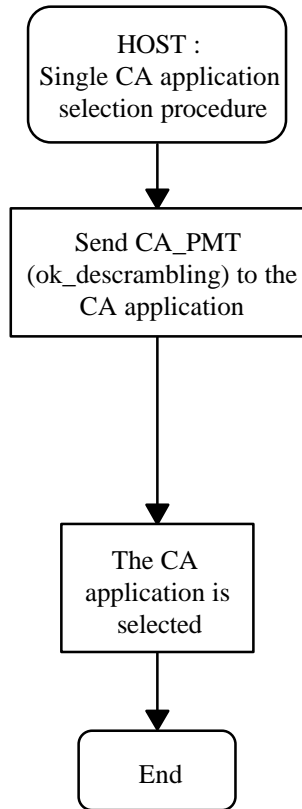 HOST :
Single CA application
selection procedure
Send CA_PMT
(ok_descrambling) to the
CA application
The CA
application is
selected
End